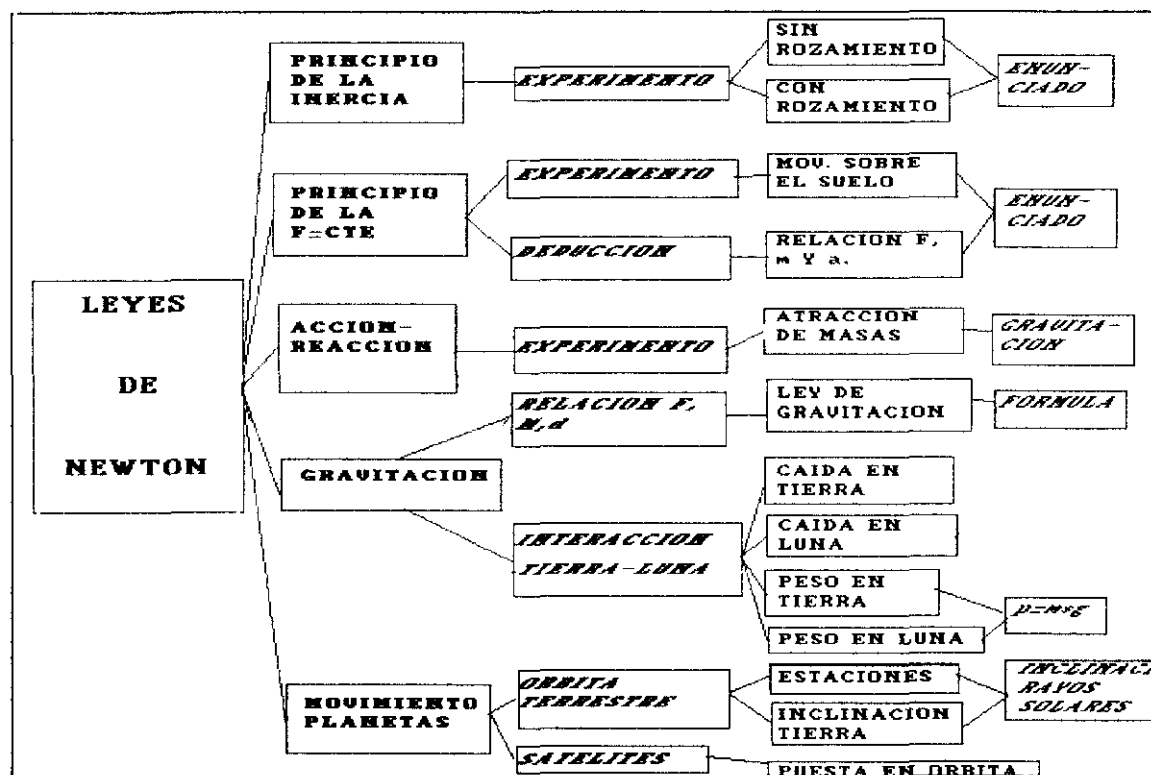 LEYES
DE
NEWTON
PRINCIPIO
DE LA
INERCIA
EXPERIMENTO
SIN
ROZAMIENTO
CON
ROZAMIENTO
ENUN-
CIADO
PRINCIPIO
DE LA
F=CTE
EXPERIMENTO
MOV. SOBRE
EL SUELO
DEDUCCION
RELACION F,
m Y a.
ENUN-
CIADO
ACCION-
REACCION
EXPERIMENTO
ATRACCION
DE MASAS
GRAVITA-
CION
GRAVITACION
RELACION F,
M,d
LEY DE
GRAVITACION
FORMULA
INTERACCION
TIERRA-LUNA
CAIDA EN
TIERRA
CAIDA EN
LUNA
PESO EN
TIERRA
PESO EN LUNA
p=m*g
MOVIMIENTO
PLANETAS
ORBITA
TERRESTRE
ESTACIONES
INCLINACION
TIERRA
INCLINACI
RAYOS
SOLARES
SATELITES
PUESTA EN ORBITA